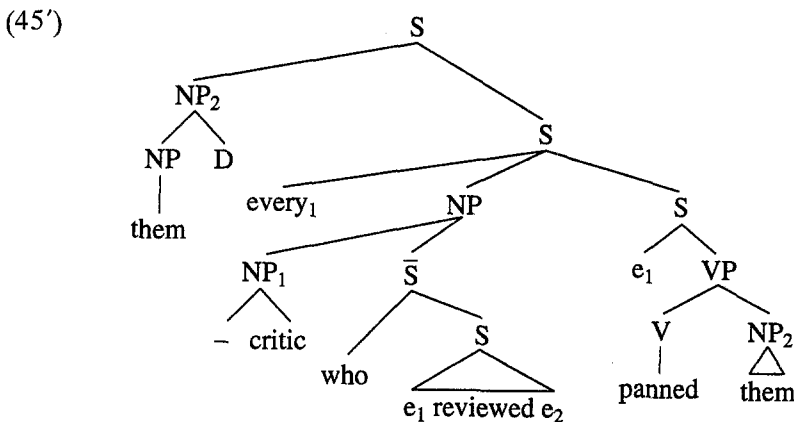 (45′)
S
NP₂
S
NP D
every₁ NP S
them
NP₁ S̅ e₁ VP
– critic S V NP₂
who
e₁ reviewed e₂ panned them